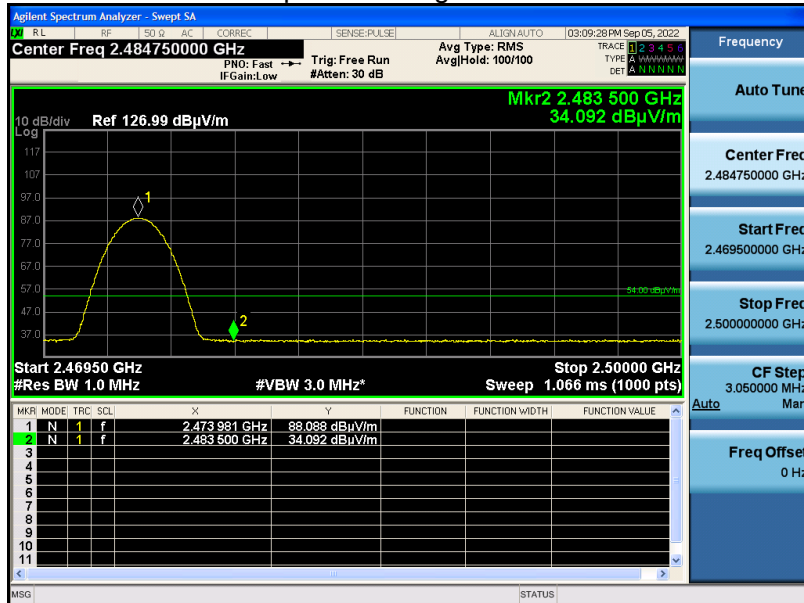 Agilent Spectrum Analyzer - Swept SA
LXI RL RF 50 Ω AC CORREC SENSE:PULSE ALIGN AUTO 03:09:28 PM Sep 05, 2022
Center Freq 2.484750000 GHz Avg Type: RMS TRACE 1 2 3 4 5 6
PNO: Fast Trig: Free Run Avg|Hold: 100/100 TYPE A WWWWW
IFGain:Low #Atten: 30 dB DET A N N N N N
Mkr2 2.483 500 GHz
34.092 dBµV/m
10 dB/div Ref 126.99 dBµV/m
Log
117
107
97.0
87.0
77.0
67.0
57.0
47.0
37.0
1
2
54.00 dBµV/m
Start 2.46950 GHz Stop 2.50000 GHz
#Res BW 1.0 MHz #VBW 3.0 MHz* Sweep 1.066 ms (1000 pts)
MKR MODE TRC SCL X Y FUNCTION FUNCTION WIDTH FUNCTION VALUE
1 N 1 f 2.473 981 GHz 88.088 dBµV/m
2 N 1 f 2.483 500 GHz 34.092 dBµV/m
3
4
5
6
7
8
9
10
11
MSG STATUS
Frequency
Auto Tune
Center Freq
2.484750000 GHz
Start Freq
2.469500000 GHz
Stop Freq
2.500000000 GHz
CF Step
3.050000 MHz
Auto Man
Freq Offset
0 Hz